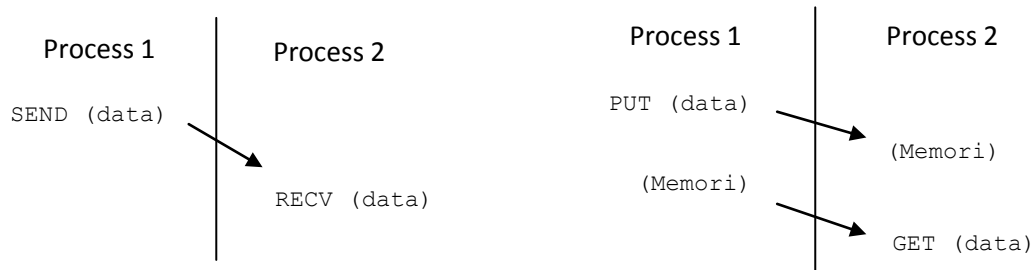 Process 1
Process 2
SEND (data)
RECV (data)
Process 1
Process 2
PUT (data)
(Memori)
(Memori)
GET (data)